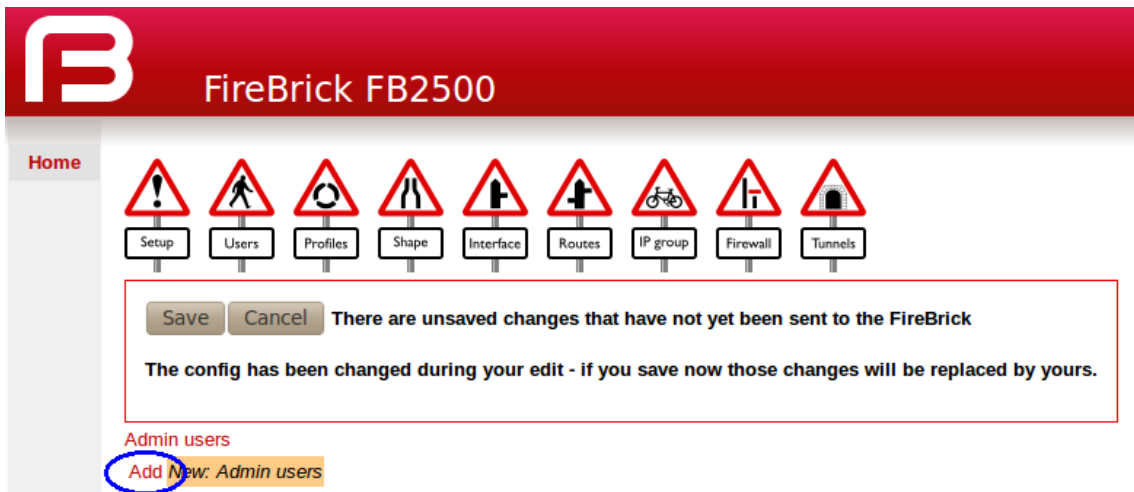 FireBrick FB2500
Home
Setup Users Profiles Shape Interface Routes IP group Firewall Tunnels
Save Cancel There are unsaved changes that have not yet been sent to the FireBrick
The config has been changed during your edit - if you save now those changes will be replaced by yours.
Admin users
Add New: Admin users